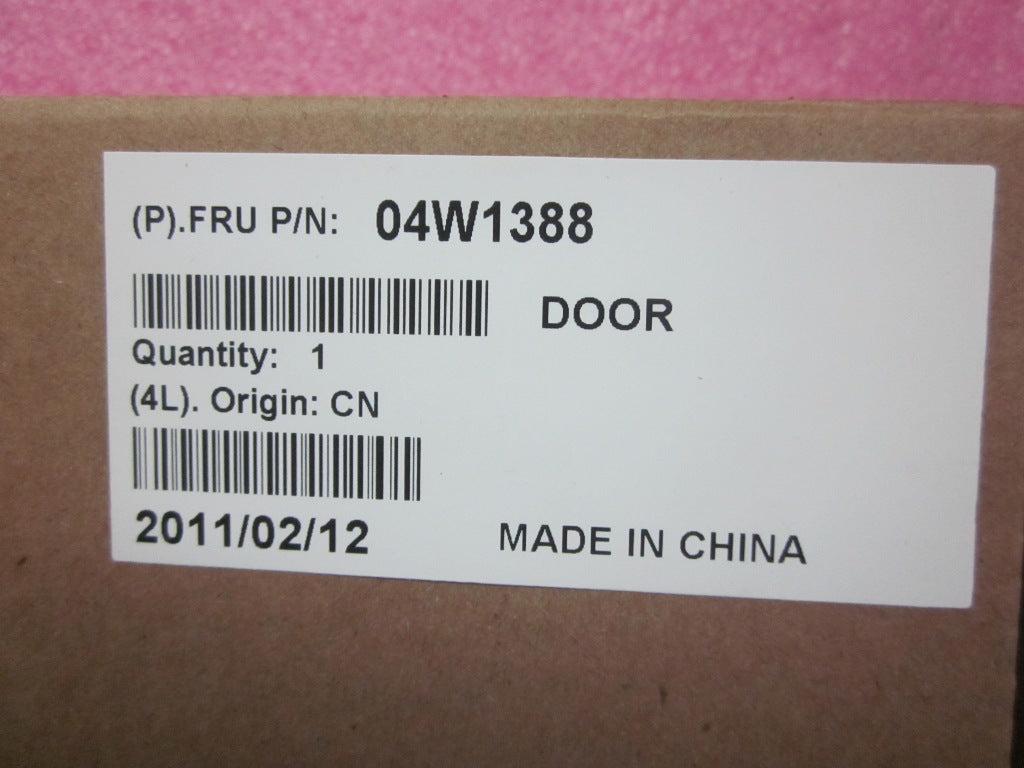 (P).FRU P/N: 04W1388
DOOR
Quantity: 1
(4L). Origin: CN
2011/02/12 MADE IN CHINA